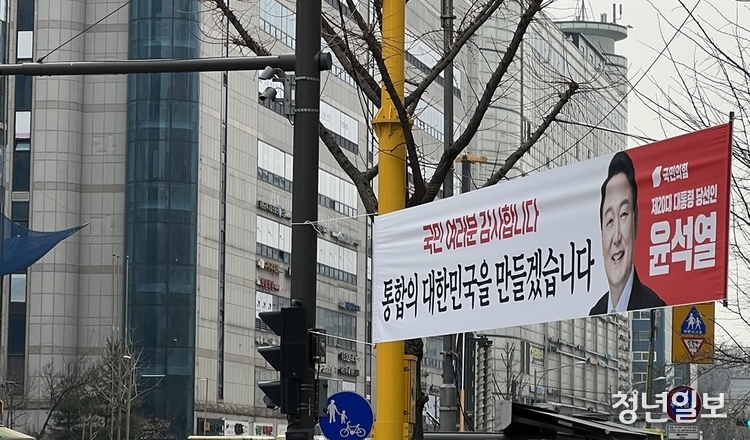 국민 여러분 감사합니다
통합의 대한민국을 만들겠습니다
국민의힘
제20대 대통령 당선인
윤석열
청년일보